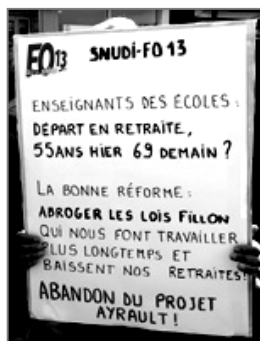 FO13 SNUDI-FO 13
ENSEIGNANTS DES ÉCOLES :
DÉPART EN RETRAITE,
55ANS HIER 69 DEMAIN ?
LA BONNE RÉFORME :
ABROGER LES LOIS FILLON
QUI NOUS FONT TRAVAILLER
PLUS LONGTEMPS ET
BAISSENT NOS RETRAITES!
ABANDON DU PROJET
AYRAULT !